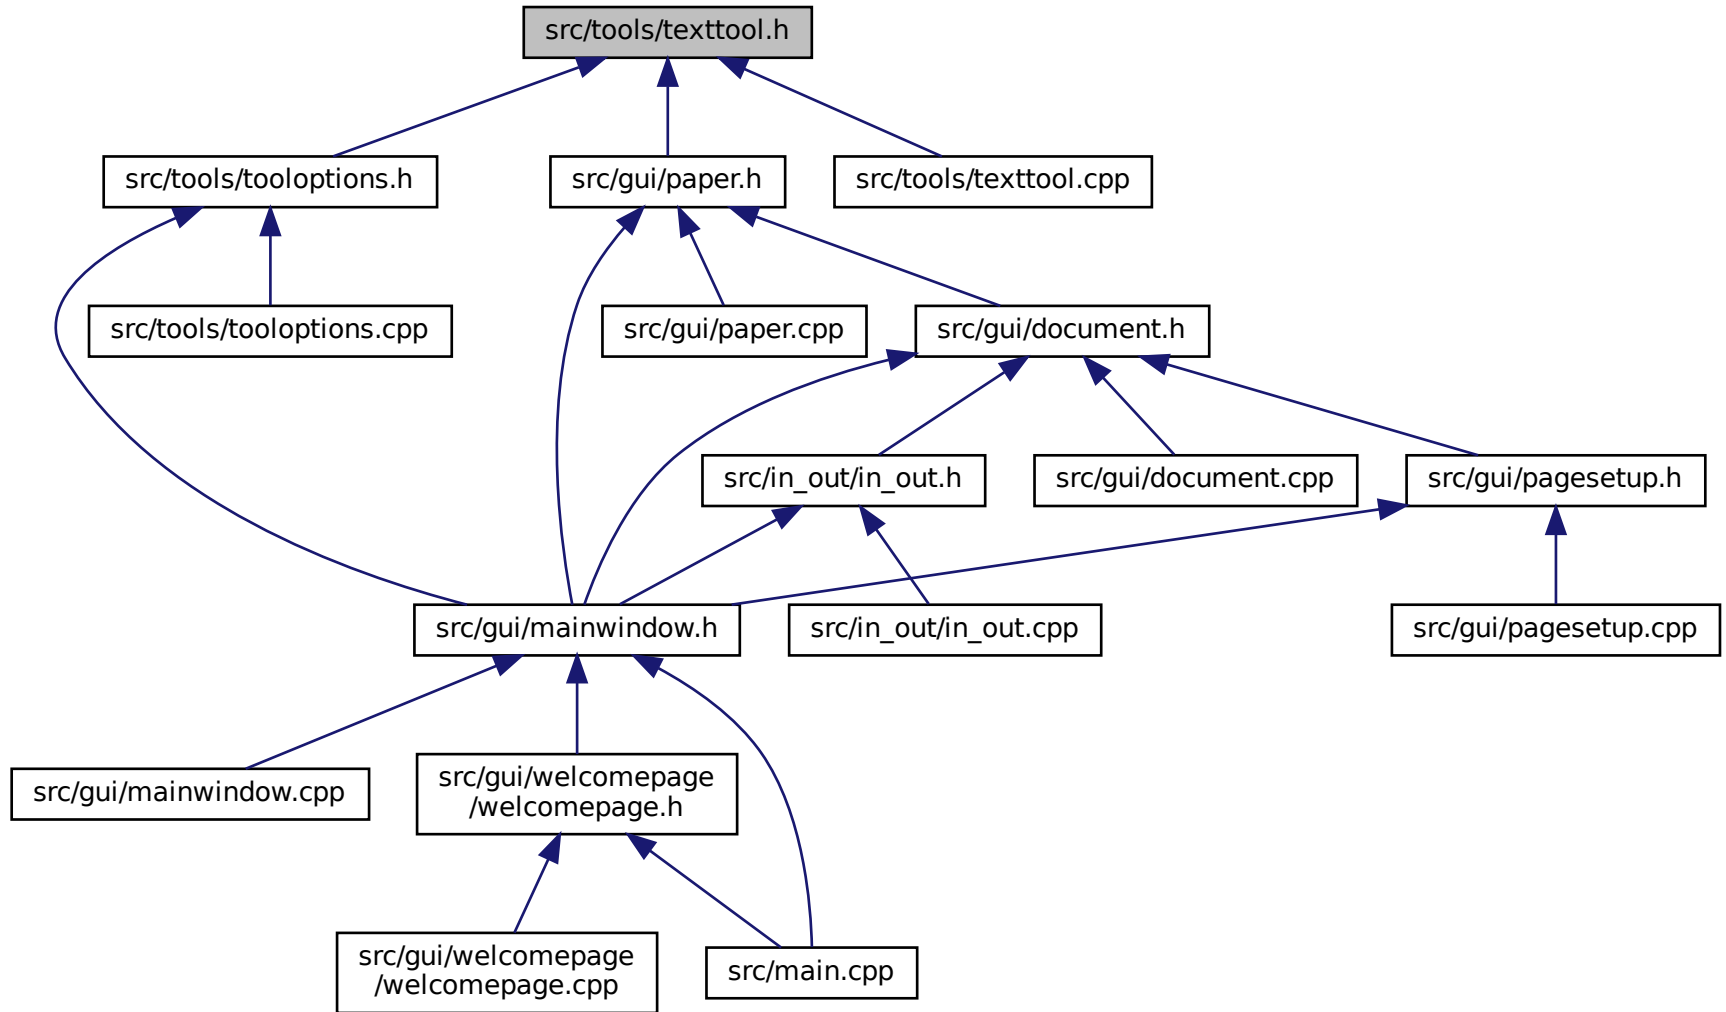 src/tools/texttool.h
src/tools/tooloptions.h
src/gui/paper.h
src/tools/texttool.cpp
src/tools/tooloptions.cpp
src/gui/paper.cpp
src/gui/document.h
src/in_out/in_out.h
src/gui/document.cpp
src/gui/pagesetup.h
src/gui/mainwindow.h
src/in_out/in_out.cpp
src/gui/pagesetup.cpp
src/gui/mainwindow.cpp
src/gui/welcomepage
/welcomepage.h
src/gui/welcomepage
/welcomepage.cpp
src/main.cpp